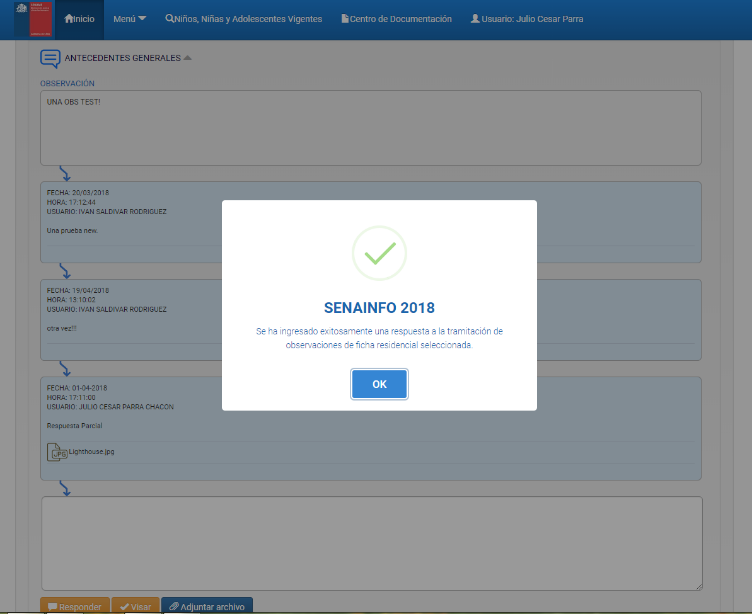 Inicio
Menú
Niños, Niñas y Adolescentes Vigentes
Centro de Documentación
Usuario: Julio Cesar Parra
ANTECEDENTES GENERALES
OBSERVACIÓN
UNA OBS TEST!
FECHA: 20/03/2018
HORA: 17:12:44
USUARIO: IVAN SALDIVAR RODRIGUEZ
Una prueba new.
FECHA: 19/04/2018
HORA: 13:10:02
USUARIO: IVAN SALDIVAR RODRIGUEZ
otra vez!!!
FECHA: 01-04-2018
HORA: 17:11:00
USUARIO: JULIO CESAR PARRA CHACON
Respuesta Parcial
JPG
Lighthouse.jpg
SENAINFO 2018
Se ha ingresado exitosamente una respuesta a la tramitación de
observaciones de ficha residencial seleccionada.
OK
Responder
Visar
Adjuntar archivo